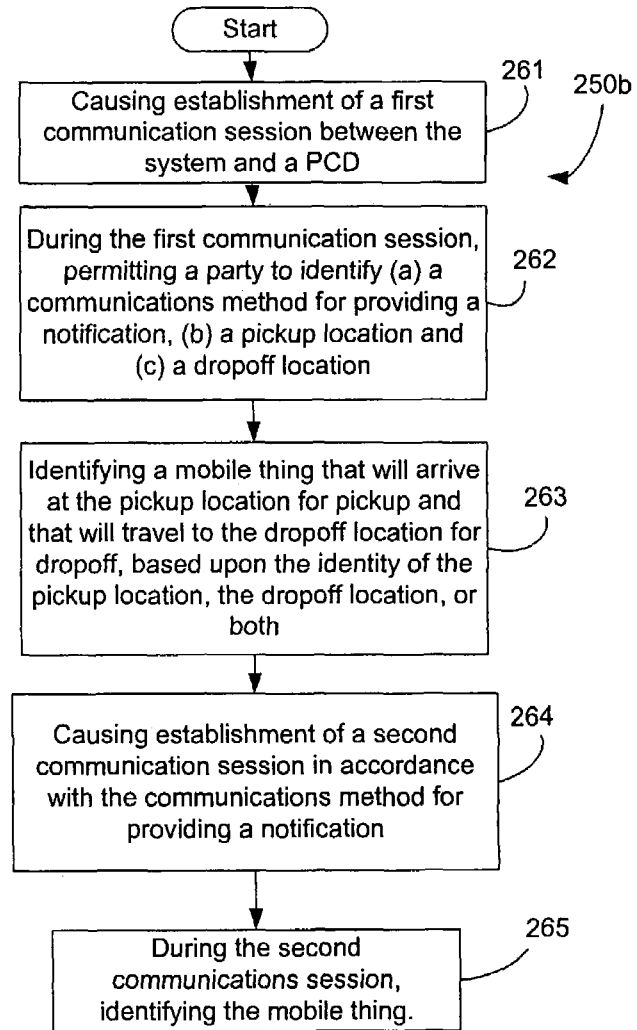 Start
261
250b
Causing establishment of a first
communication session between the
system and a PCD
During the first communication session,
permitting a party to identify (a) a
communications method for providing a
notification, (b) a pickup location and
(c) a dropoff location
262
Identifying a mobile thing that will arrive
at the pickup location for pickup and
that will travel to the dropoff location for
dropoff, based upon the identity of the
pickup location, the dropoff location, or
both
263
Causing establishment of a second
communication session in accordance
with the communications method for
providing a notification
264
During the second
communications session,
identifying the mobile thing.
265